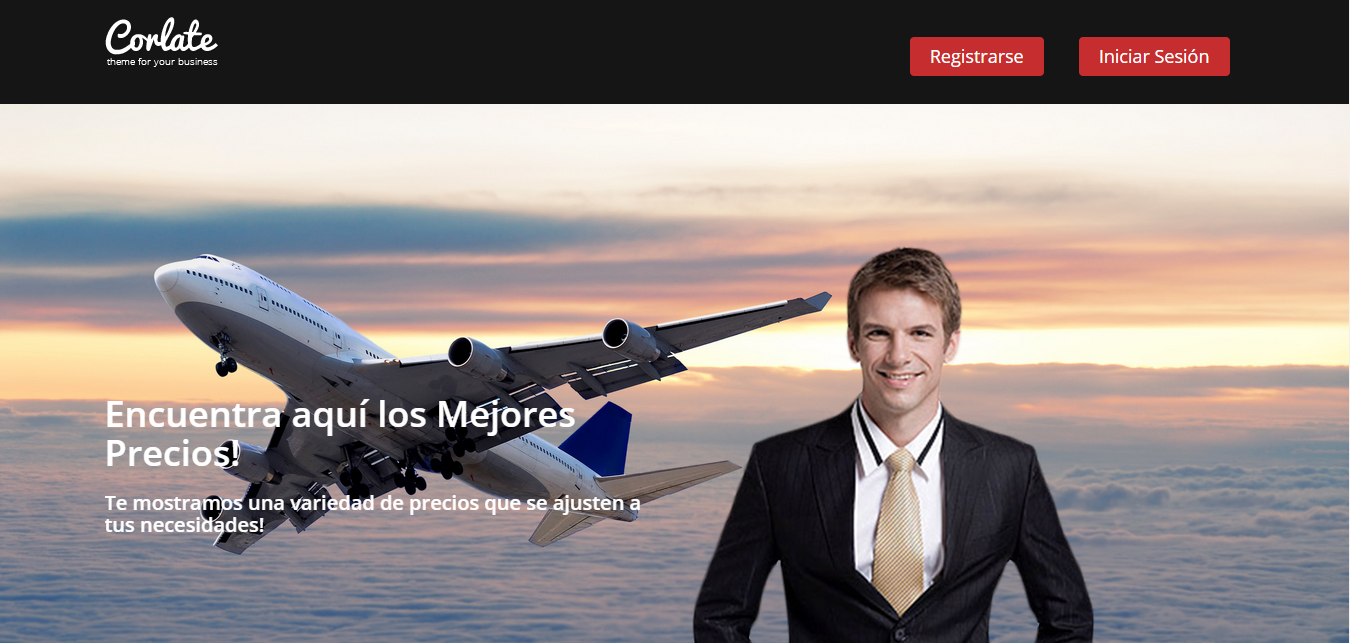 Corlate
theme for your business
Registrarse
Iniciar Sesión
Encuentra aquí los Mejores
Precios!
Te mostramos una variedad de precios que se ajusten a
tus necesidades!